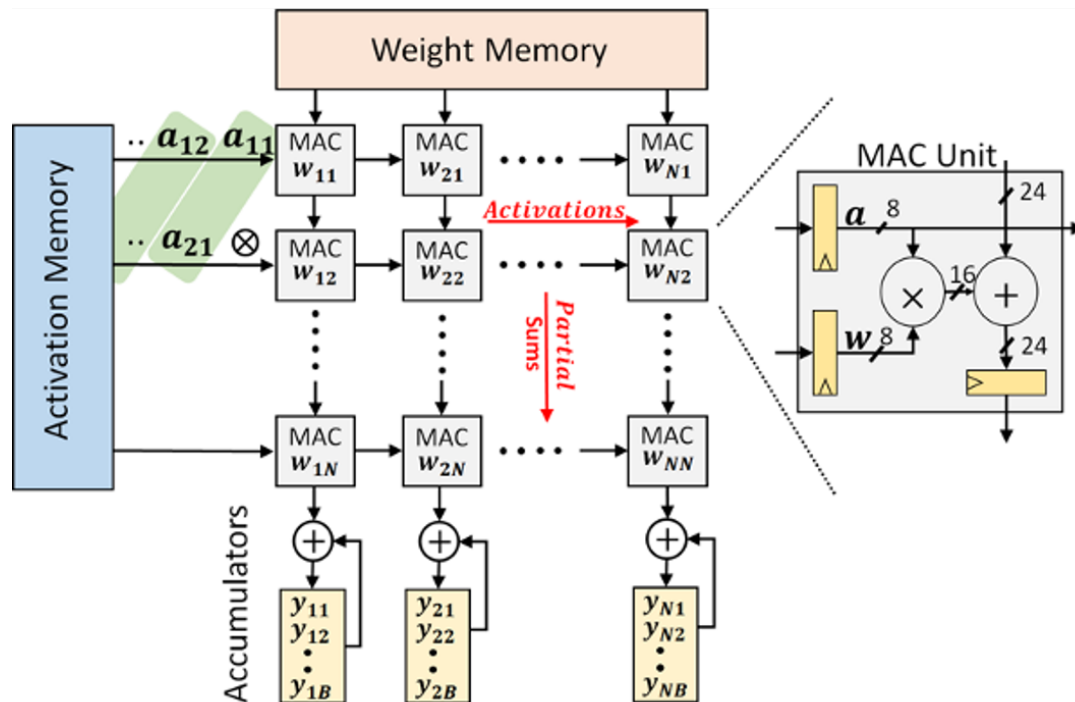 Weight Memory
Activation Memory
·· a12 a11
·· a21 ⊗
MAC
w11
MAC
w21
MAC
wN1
Activations
MAC
w12
MAC
w22
MAC
wN2
Partial
Sums
MAC
w1N
MAC
w2N
MAC
wNN
Accumulators
+
+
+
y11
y12
y1B
y21
y22
y2B
yN1
yN2
yNB
MAC Unit
24
a 8
16
×
+
w 8
24